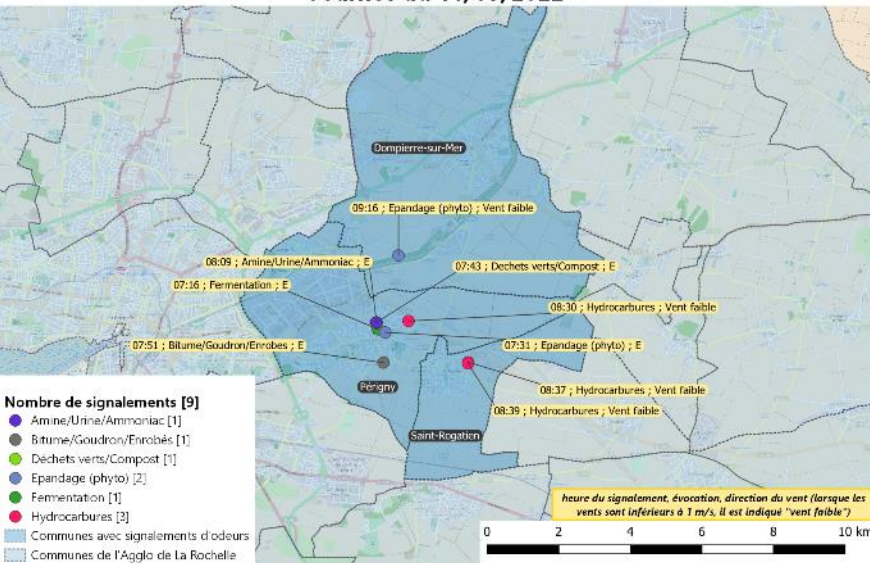 Dompierre-sur-Mer
09:16 ; Epandage (phyto) ; Vent faible
08:09 ; Amine/Urine/Ammoniac ; E
07:43 ; Dechets verts/Compost ; E
07:16 ; Fermentation ; E
08:30 ; Hydrocarbures ; Vent faible
07:51 ; Bitume/Goudron/Enrobes ; E
07:31 ; Epandage (phyto) ; E
Périgny
08:37 ; Hydrocarbures ; Vent faible
08:39 ; Hydrocarbures ; Vent faible
Saint-Rogatien
Nombre de signalements [9]
Amine/Urine/Ammoniac [1]
Bitume/Goudron/Enrobés [1]
Déchets verts/Compost [1]
Epandage (phyto) [2]
Fermentation [1]
Hydrocarbures [3]
Communes avec signalements d'odeurs
Communes de l'Agglo de La Rochelle
heure du signalement, évocation, direction du vent (lorsque les
vents sont inférieurs à 1 m/s, il est indiqué "vent faible")
0 2 4 6 8 10 km